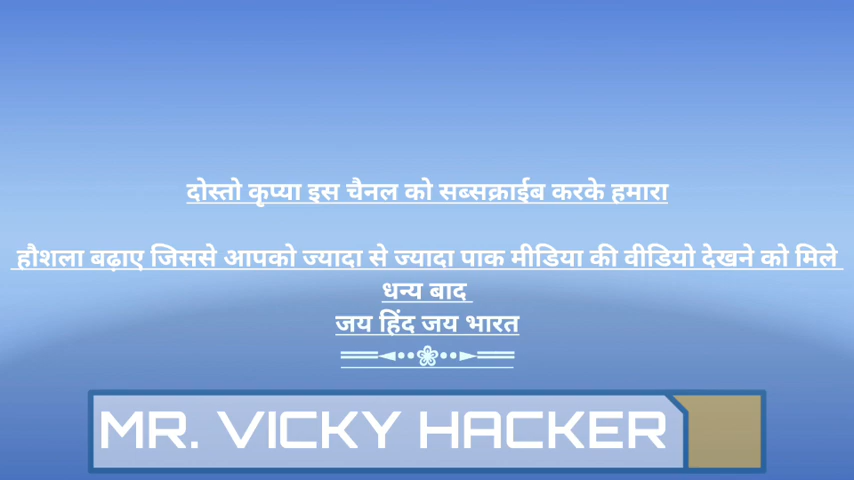 दोस्तो कृप्या इस चैनल को सब्सक्राईब करके हमारा
हौशला बढ़ाए जिससे आपको ज्यादा से ज्यादा पाक मीडिया की वीडियो देखने को मिले
धन्य बाद
जय हिंद जय भारत
MR. VICKY HACKER